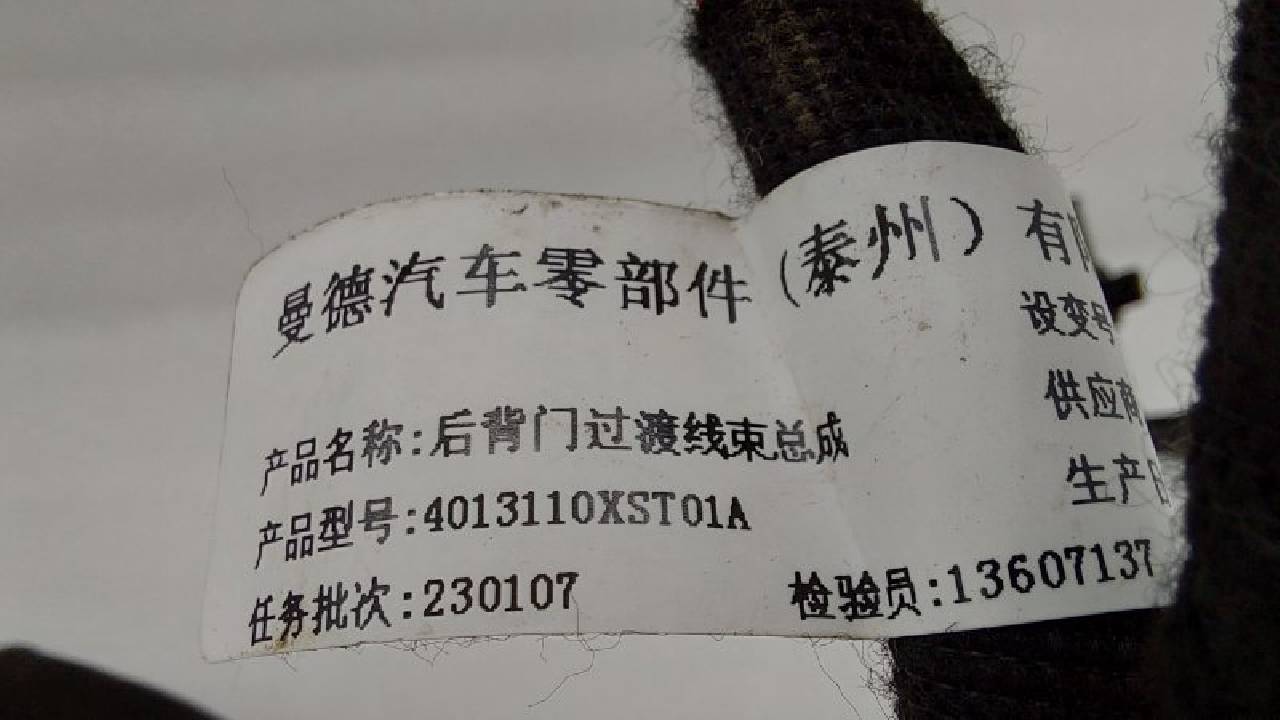 曼德汽车零部件(泰州)有
设变号
产品名称:后背门过渡线束总成 供应
产品型号:4013110XST01A 生产
任务批次:230107 检验员:13607137